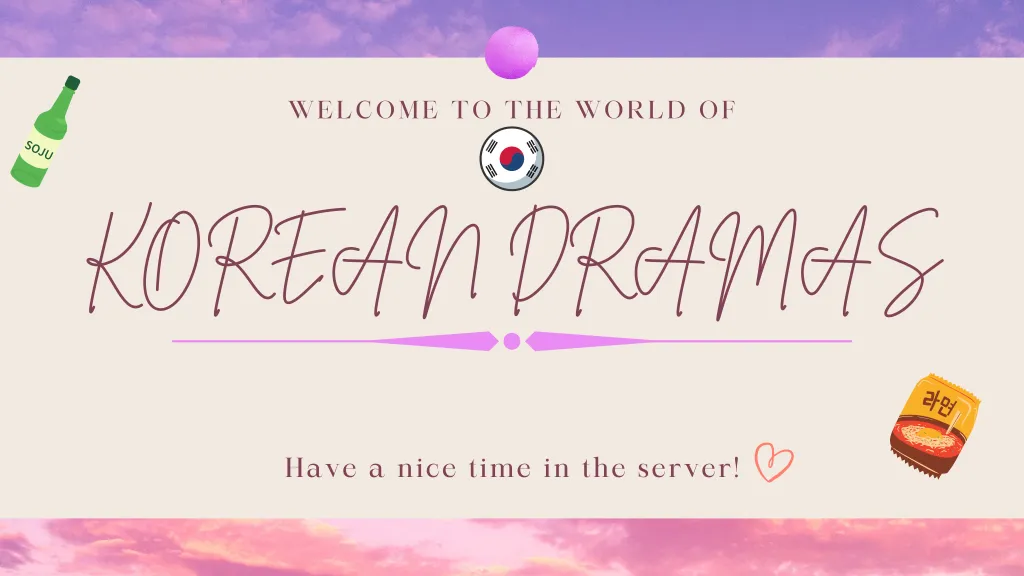 WELCOME TO THE WORLD OF
SOJU
KOREAN DRAMAS
라면
Have a nice time in the server!